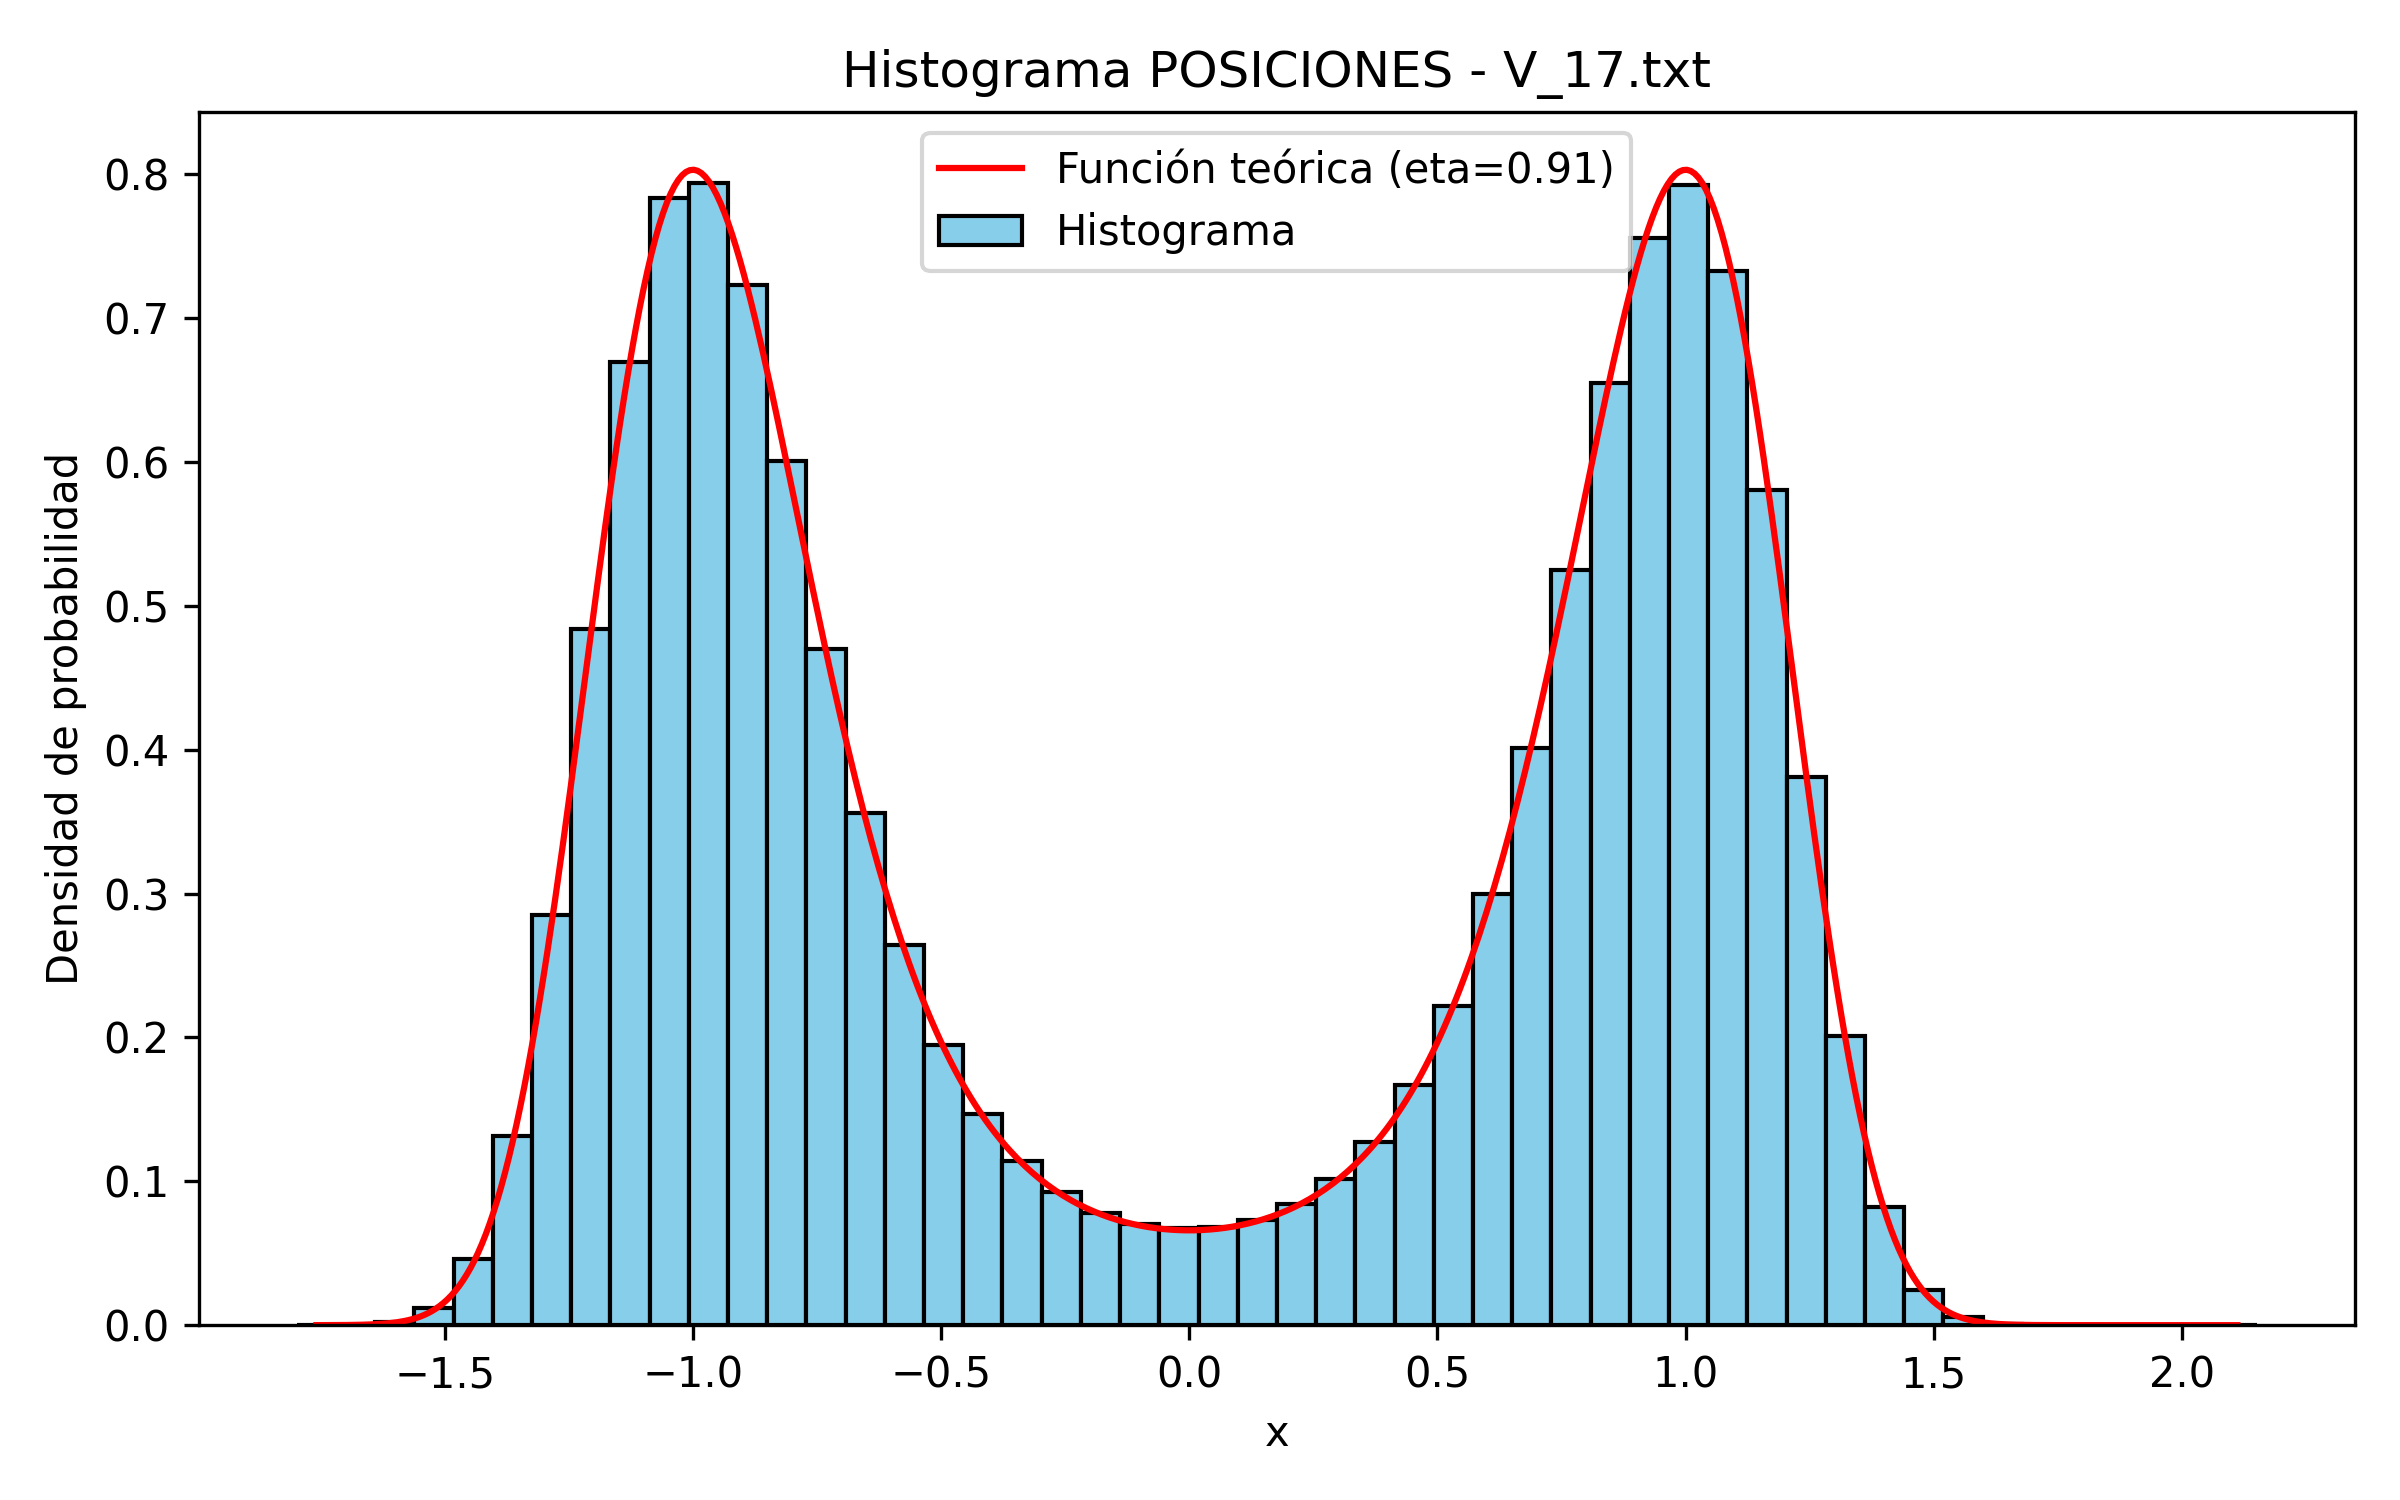 Histograma POSICIONES - V_17.txt
Función teórica (eta=0.91)
Histograma
Densidad de probabilidad
0.8
0.7
0.6
0.5
0.4
0.3
0.2
0.1
0.0
−1.5 −1.0 −0.5 0.0 0.5 1.0 1.5 2.0
x